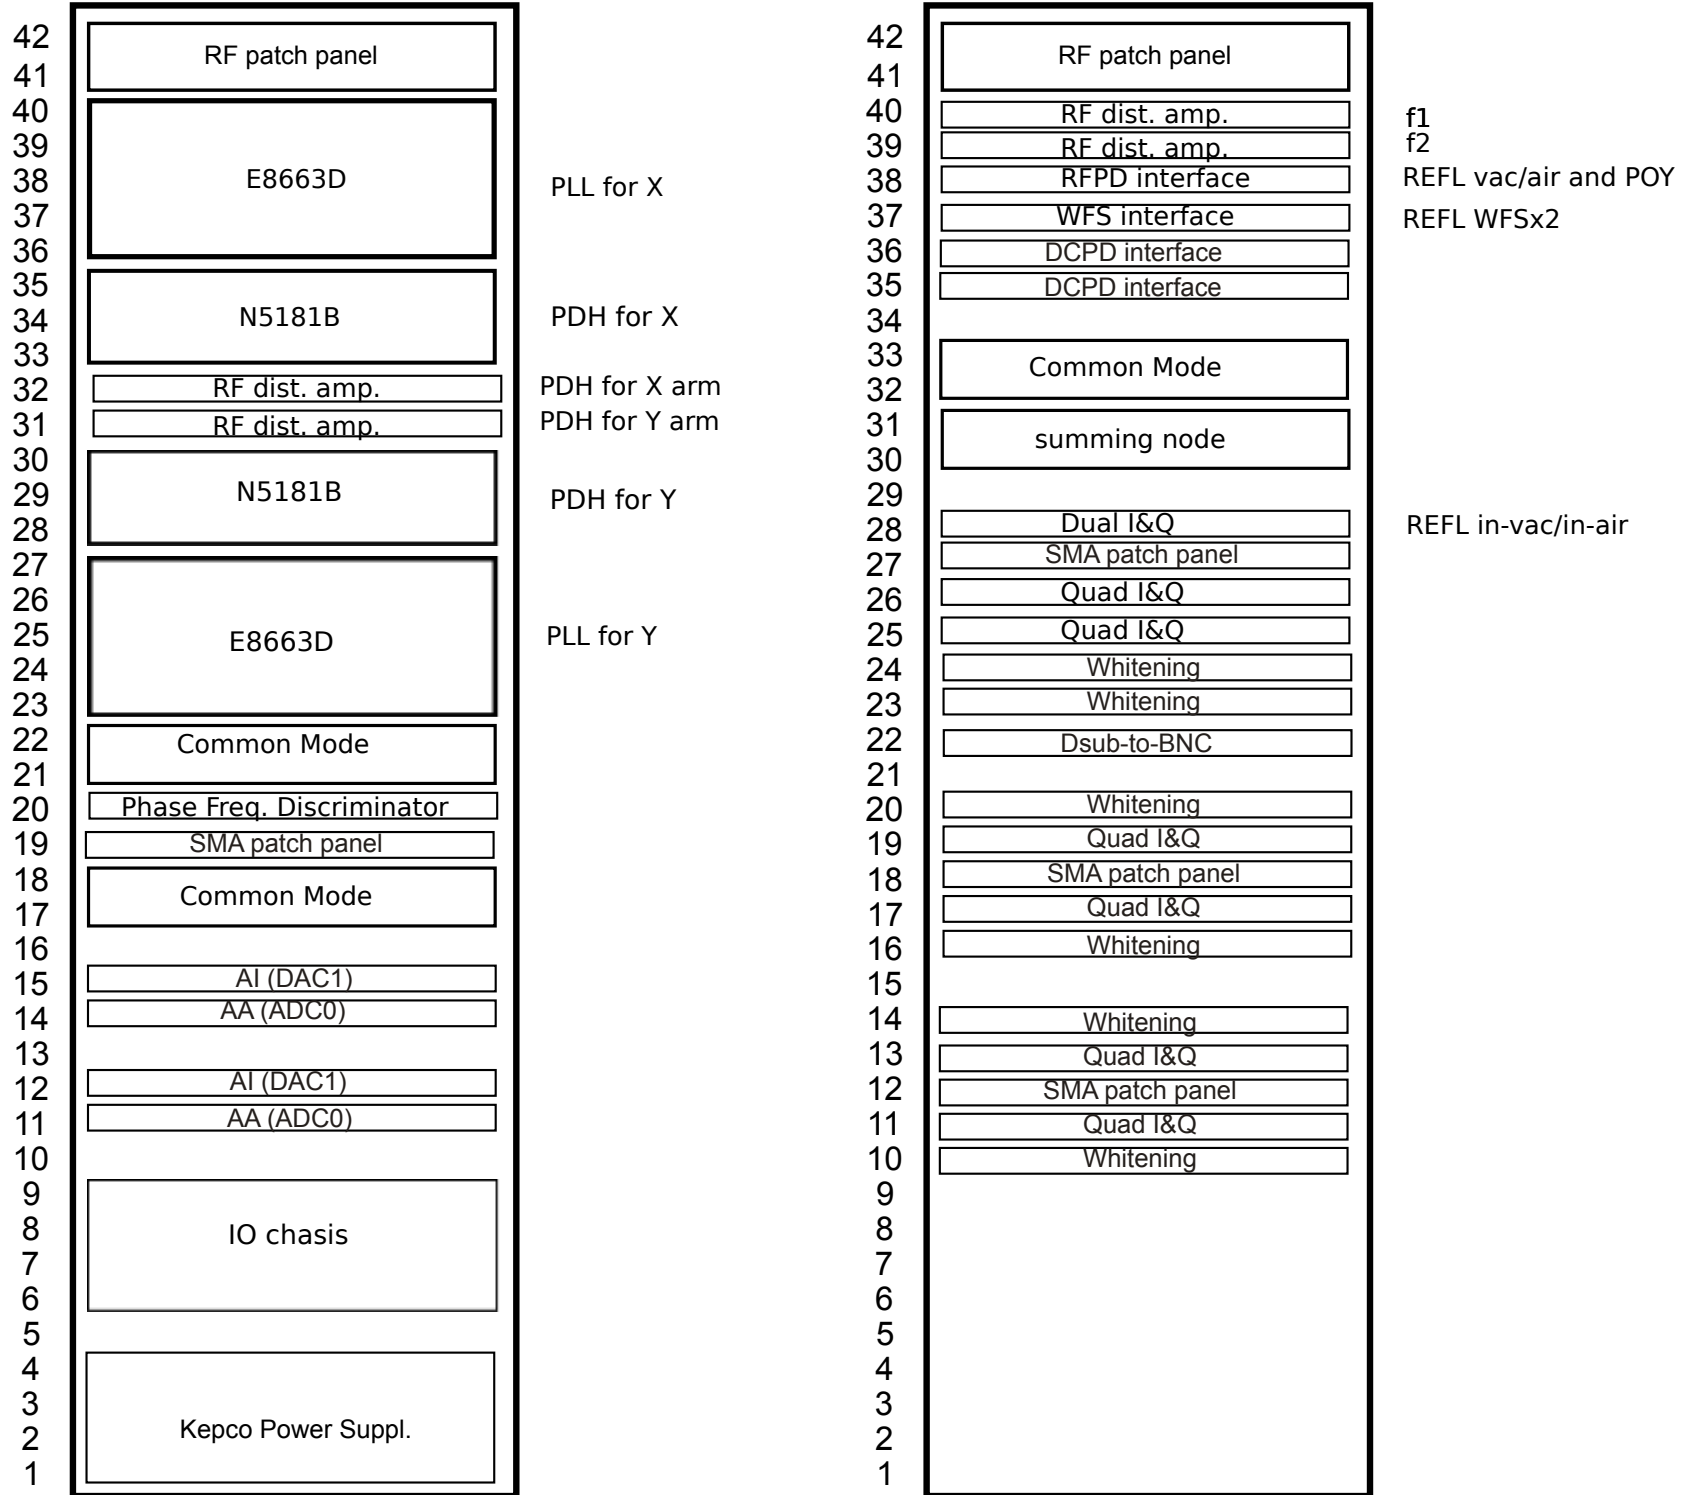 42
RF patch panel
41
40
39
E8663D
38
PLL for X
37
36
35
N5181B
PDH for X
34
33
32
RF dist. amp.
PDH for X arm
31
RF dist. amp.
PDH for Y arm
30
N5181B
29
PDH for Y
28
27
26
25
E8663D
PLL for Y
24
23
22
Common Mode
21
20
Phase Freq. Discriminator
19
SMA patch panel
18
Common Mode
17
16
15
AI (DAC1)
14
AA (ADC0)
13
12
AI (DAC1)
11
AA (ADC0)
10
9
8
IO chasis
7
6
5
4
3
Kepco Power Suppl.
2
1
42
RF patch panel
41
40
RF dist. amp.
f1
39
RF dist. amp.
f2
38
RFPD interface
REFL vac/air and POY
37
WFS interface
REFL WFSx2
36
DCPD interface
35
DCPD interface
34
33
Common Mode
32
31
summing node
30
29
28
Dual I&Q
REFL in-vac/in-air
27
SMA patch panel
26
Quad I&Q
25
Quad I&Q
24
Whitening
23
Whitening
22
Dsub-to-BNC
21
20
Whitening
19
Quad I&Q
18
SMA patch panel
17
Quad I&Q
16
Whitening
15
14
Whitening
13
Quad I&Q
12
SMA patch panel
11
Quad I&Q
10
Whitening
9
8
7
6
5
4
3
2
1